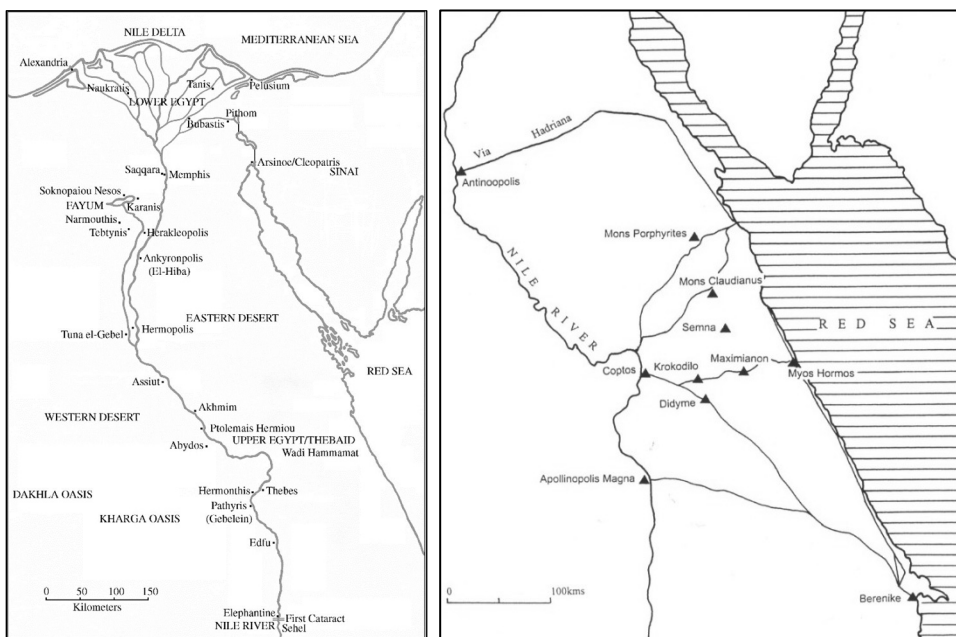 NILE DELTA
MEDITERRANEAN SEA
Alexandria
Naukratis
Tanis
Pelusium
LOWER EGYPT
Pithom
Bubastis
Arsinoe/Cleopatris
SINAI
Saqqara
Memphis
Soknopaiou Nesos
FAYUM
Karanis
Narmouthis
Tebtynis
Herakleopolis
Ankyronpolis
(El-Hiba)
EASTERN DESERT
Hermopolis
Tuna el-Gebel
RED SEA
Assiut
Akhmim
WESTERN DESERT
Ptolemais Hermiou
UPPER EGYPT/THEBAID
Abydos
Wadi Hammamat
DAKHLA OASIS
Hermonthis
Thebes
Pathyris
(Gebelein)
KHARGA OASIS
Edfu
0 50 100 150
Kilometers
Elephantine
First Cataract
NILE RIVER
Sehel
Via Hadriana
Antinoopolis
NILE RIVER
Mons Porphyrites
Mons Claudianus
Semna
RED SEA
Maximianon
Krokodilo
Coptos
Myos Hormos
Didyme
Apollinopolis Magna
0 100kms
Berenike